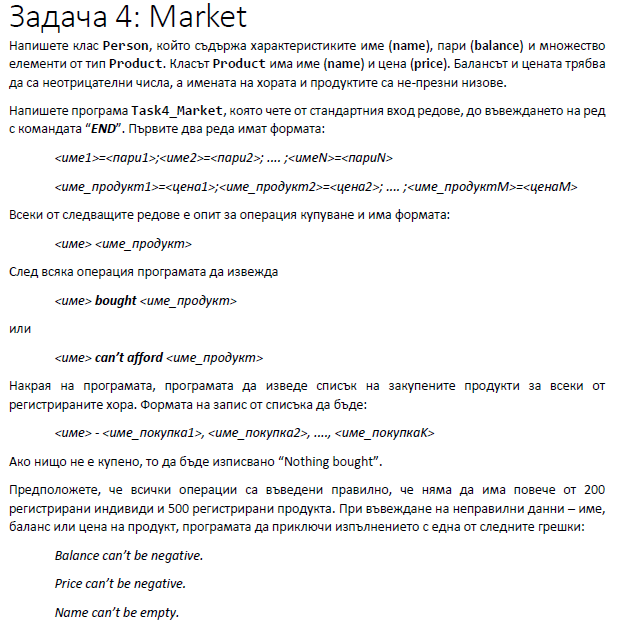 Задача 4: Market
Напишете клас Person, който съдържа характеристиките име (name), пари (balance) и множество
елементи от тип Product. Класът Product има име (name) и цена (price). Балансът и цената трябва
да са неотрицателни числа, а имената на хората и продуктите са не-презни низове.
Напишете програма Task4_Market, която чете от стандартния вход редове, до въвеждането на ред
с командата “END”. Първите два реда имат формата:
<име1>=<пари1>;<име2>=<пари2>; .... ;<имеN>=<париN>
<име_продукт1>=<цена1>;<име_продукт2>=<цена2>; .... ;<име_продуктM>=<ценаM>
Всеки от следващите редове е опит за операция купуване и има формата:
<име> <име_продукт>
След всяка операция програмата да извежда
<име> bought <име_продукт>
или
<име> can’t afford <име_продукт>
Накрая на програмата, програмата да изведе списък на закупените продукти за всеки от
регистрираните хора. Формата на запис от списъка да бъде:
<име> - <име_покупка1>, <име_покупка2>, ...., <име_покупкаK>
Ако нищо не е купено, то да бъде изписвано “Nothing bought”.
Предположете, че всички операции са въведени правилно, че няма да има повече от 200
регистрирани индивиди и 500 регистрирани продукта. При въвеждане на неправилни данни – име,
баланс или цена на продукт, програмата да приключи изпълнението с една от следните грешки:
Balance can’t be negative.
Price can’t be negative.
Name can’t be empty.